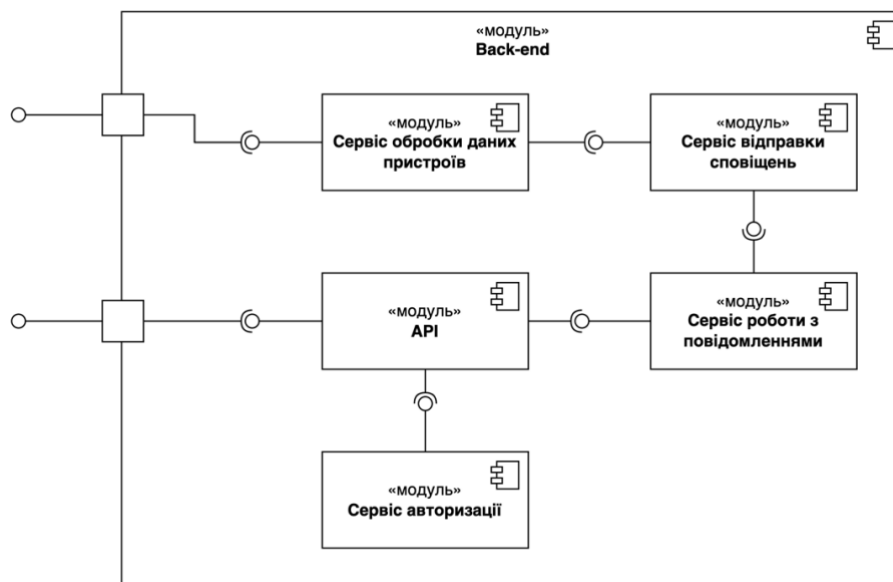 «модуль»
Back-end
«модуль»
Сервіс обробки даних
пристроїв
«модуль»
Сервіс відправки
сповіщень
«модуль»
API
«модуль»
Сервіс роботи з
повідомленнями
«модуль»
Сервіс авторизації